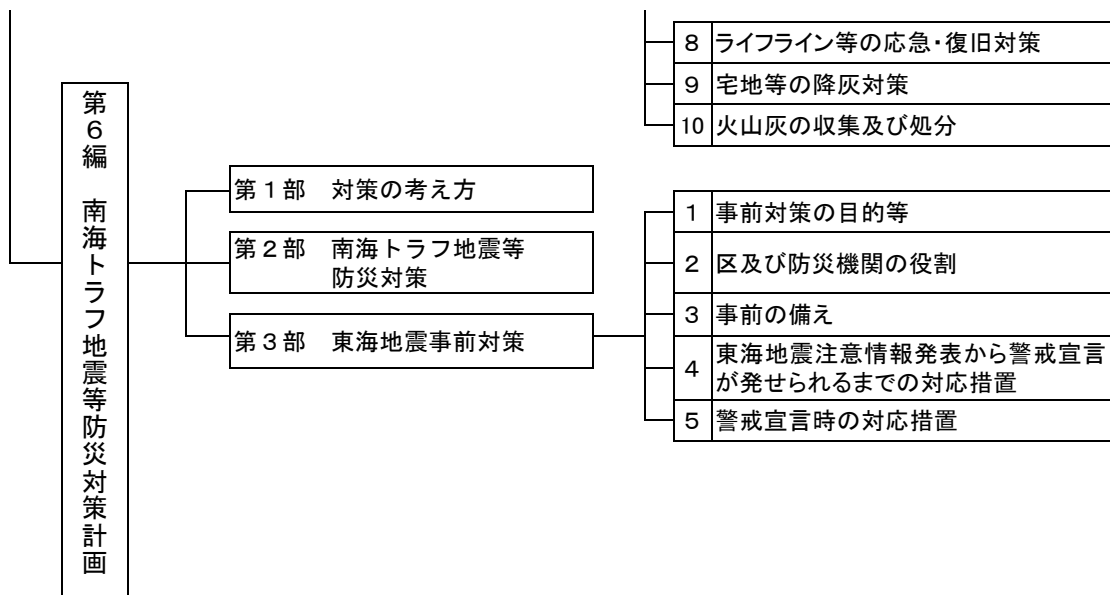 8 ライフライン等の応急・復旧対策
9 宅地等の降灰対策
10 火山灰の収集及び処分
第6編 南海トラフ地震等防災対策計画
第1部 対策の考え方
第2部 南海トラフ地震等
防災対策
第3部 東海地震事前対策
1 事前対策の目的等
2 区及び防災機関の役割
3 事前の備え
4 東海地震注意情報発表から警戒宣言
が発せられるまでの対応措置
5 警戒宣言時の対応措置